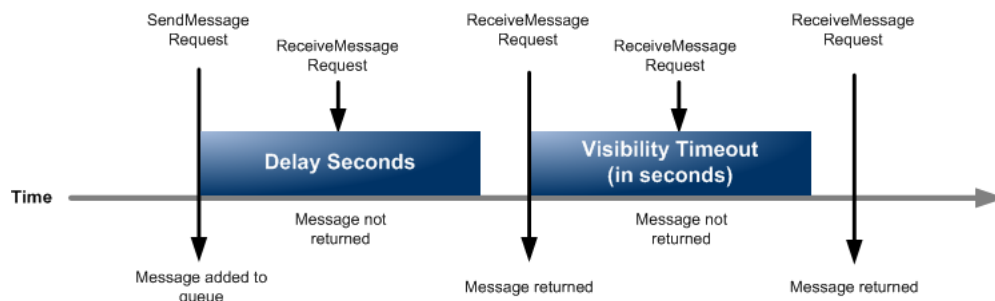 SendMessage
Request
ReceiveMessage
Request
ReceiveMessage
Request
ReceiveMessage
Request
ReceiveMessage
Request
Delay Seconds
Visibility Timeout
(in seconds)
Time
Message not
returned
Message not
returned
Message added to
queue
Message returned
Message returned